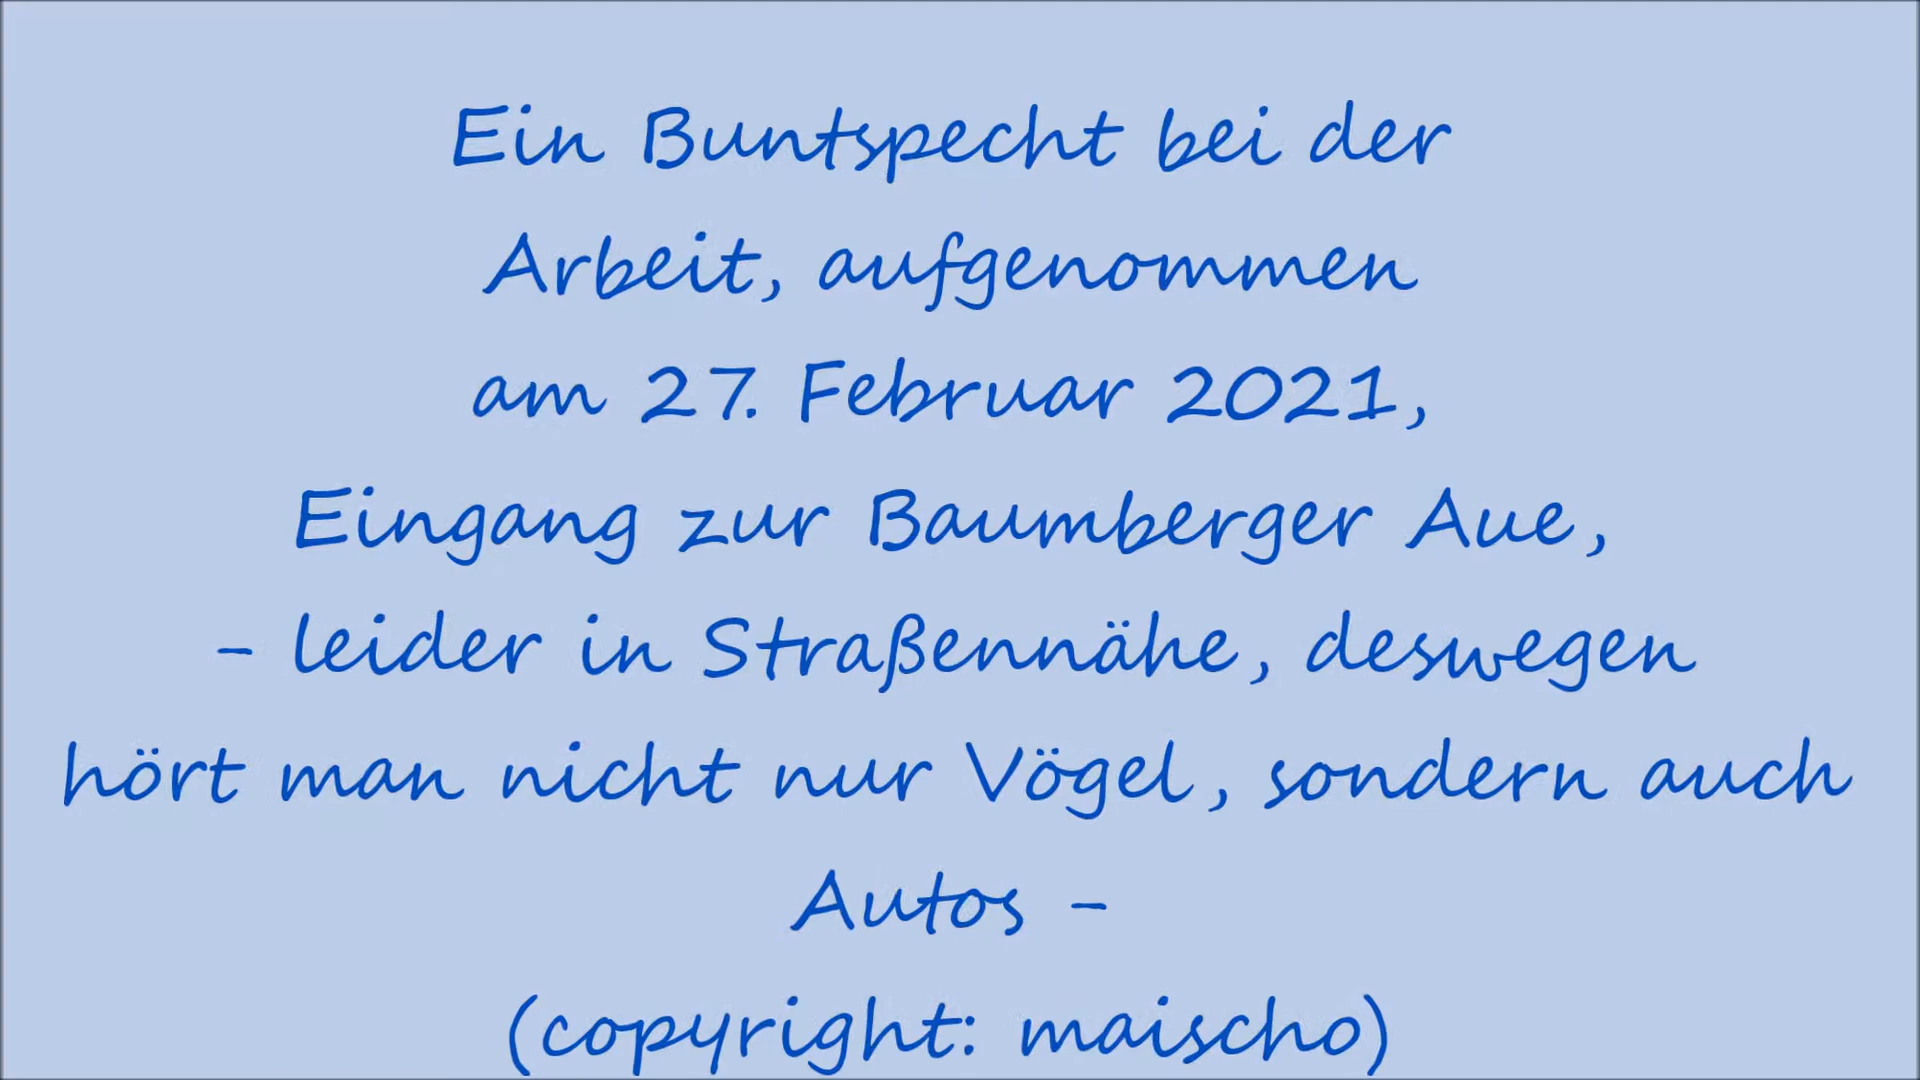 Ein Buntspecht bei der
Arbeit, aufgenommen
am 27. Februar 2021,
Eingang zur Baumberger Aue,
- leider in Straßennähe, deswegen
hört man nicht nur Vögel, sondern auch
Autos -
(copyright: maischo)